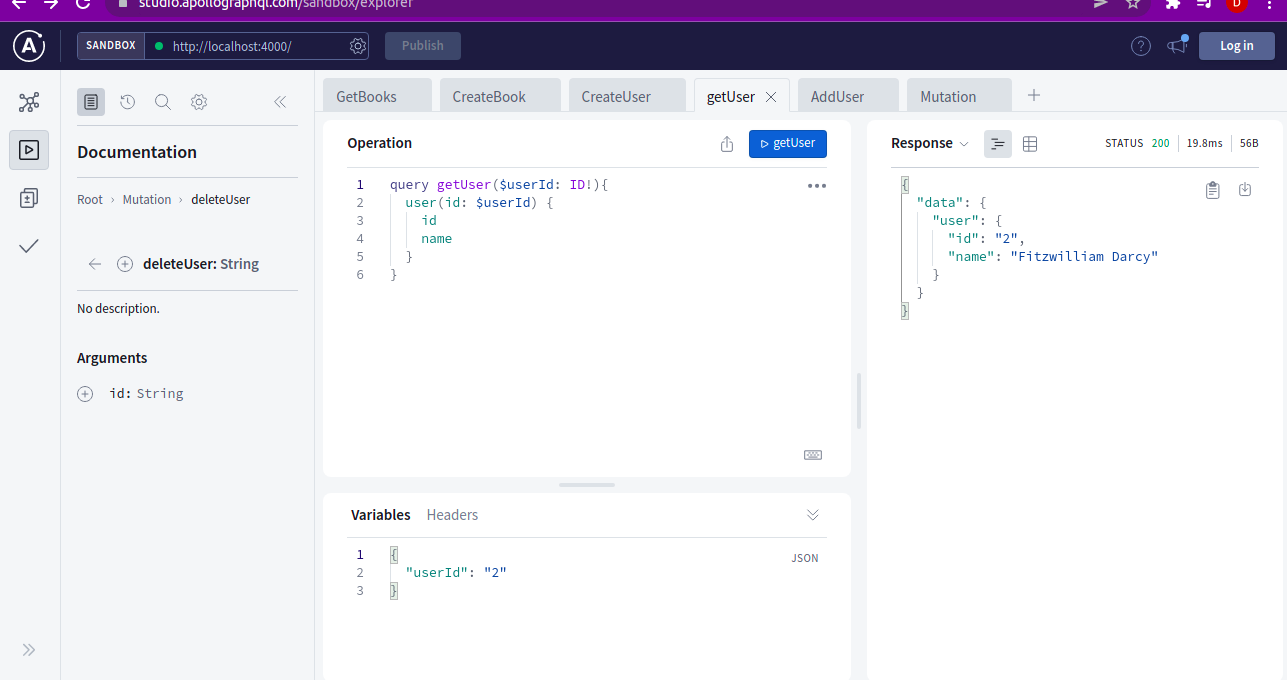 studio.apollographql.com/sandbox/explorer
D
A
SANDBOX
http://localhost:4000/
Publish
?
Log in
GetBooks
CreateBook
CreateUser
getUser
AddUser
Mutation
Documentation
Root › Mutation › deleteUser
deleteUser: String
No description.
Arguments
id: String
Operation
getUser
1 query getUser($userId: ID!){
2 user(id: $userId) {
3 id
4 name
5 }
6 }
Variables
Headers
JSON
1 {
2 "userId": "2"
3 }
Response
STATUS 200
19.8ms
56B
{
"data": {
"user": {
"id": "2",
"name": "Fitzwilliam Darcy"
}
}
}